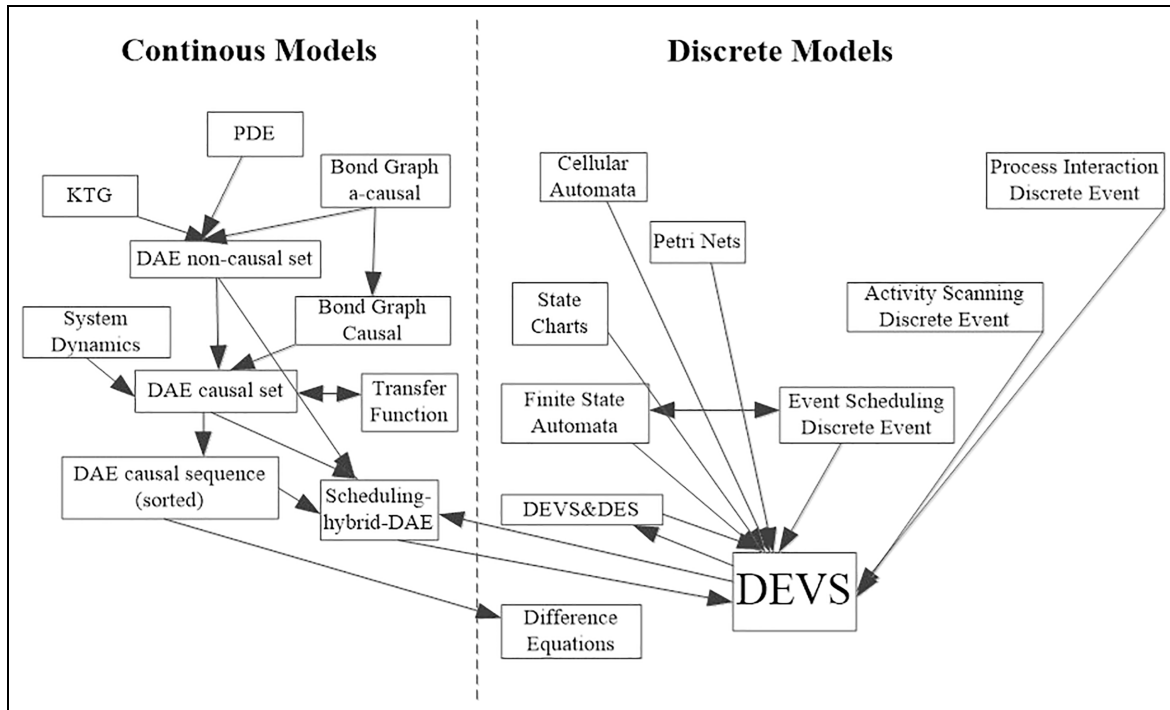 Continous Models
Discrete Models
PDE
Bond Graph
a-causal
KTG
DAE non-causal set
Bond Graph
Causal
System
Dynamics
DAE causal set
Transfer
Function
DAE causal sequence
(sorted)
Scheduling-
hybrid-DAE
Cellular
Automata
Process Interaction
Discrete Event
Petri Nets
State
Charts
Activity Scanning
Discrete Event
Finite State
Automata
Event Scheduling
Discrete Event
DEVS&DES
DEVS
Difference
Equations